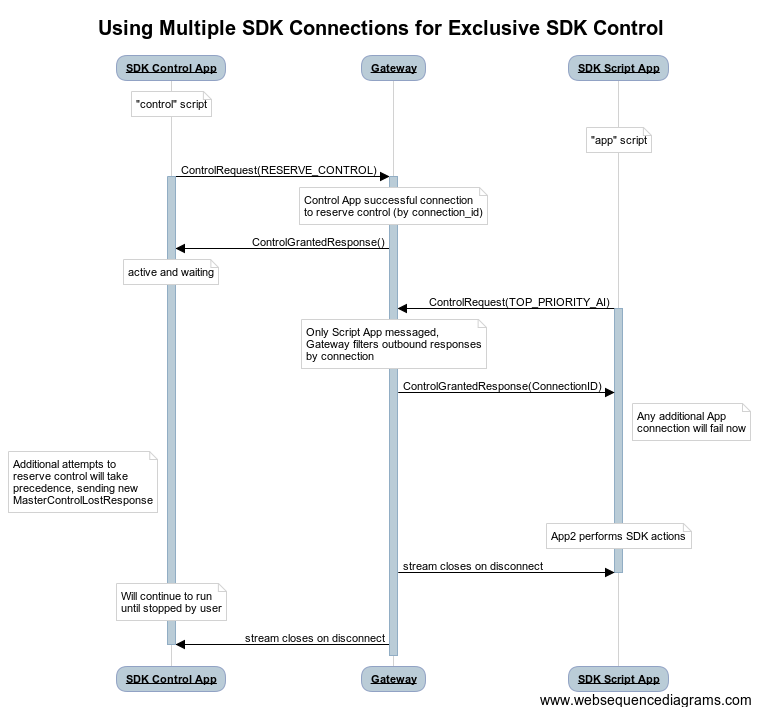 Using Multiple SDK Connections for Exclusive SDK Control
SDK Control App
Gateway
SDK Script App
"control" script
"app" script
ControlRequest(RESERVE_CONTROL)
Control App successful connection
to reserve control (by connection_id)
ControlGrantedResponse()
active and waiting
ControlRequest(TOP_PRIORITY_AI)
Only Script App messaged,
Gateway filters outbound responses
by connection
ControlGrantedResponse(ConnectionID)
Any additional App
connection will fail now
Additional attempts to
reserve control will take
precedence, sending new
MasterControlLostResponse
App2 performs SDK actions
stream closes on disconnect
Will continue to run
until stopped by user
stream closes on disconnect
SDK Control App
Gateway
SDK Script App
www.websequencediagrams.com